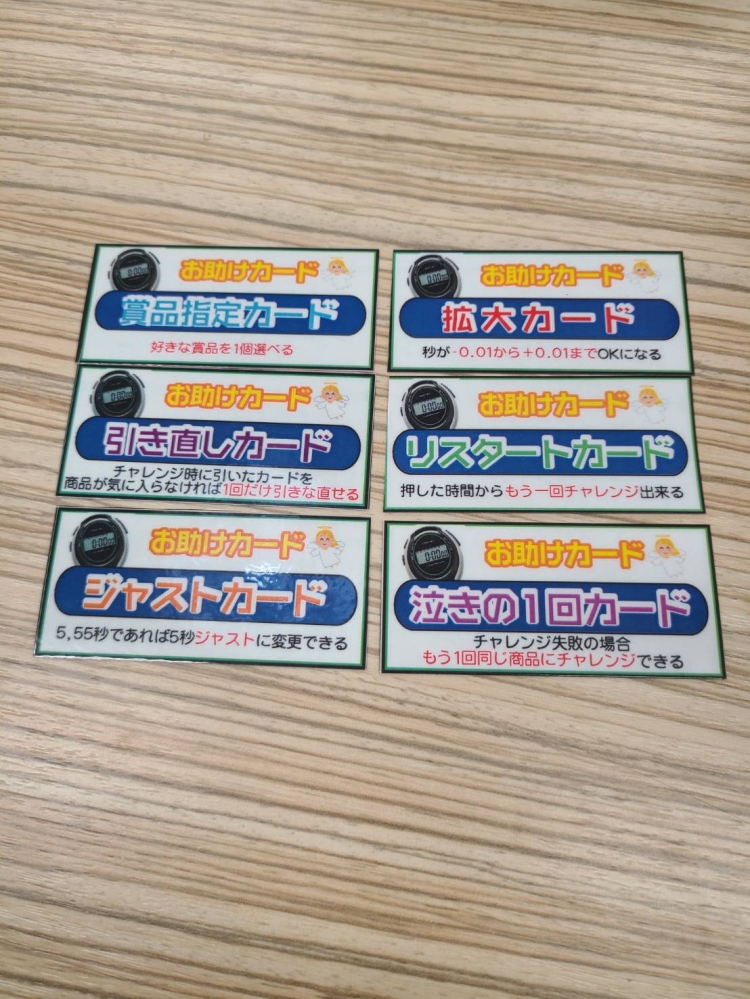 お助けカード
賞品指定カード
好きな賞品を1個選べる
お助けカード
拡大カード
秒が-0.01から+0.01までOKになる
お助けカード
引き直しカード
チャレンジ時に引いたカードを
商品が気に入らなければ1回だけ引きな直せる
お助けカード
リスタートカード
押した時間からもう一回チャレンジ出来る
お助けカード
ジャストカード
5,55秒であれば5秒ジャストに変更できる
お助けカード
泣きの1回カード
チャレンジ失敗の場合
もう1回同じ商品にチャレンジできる